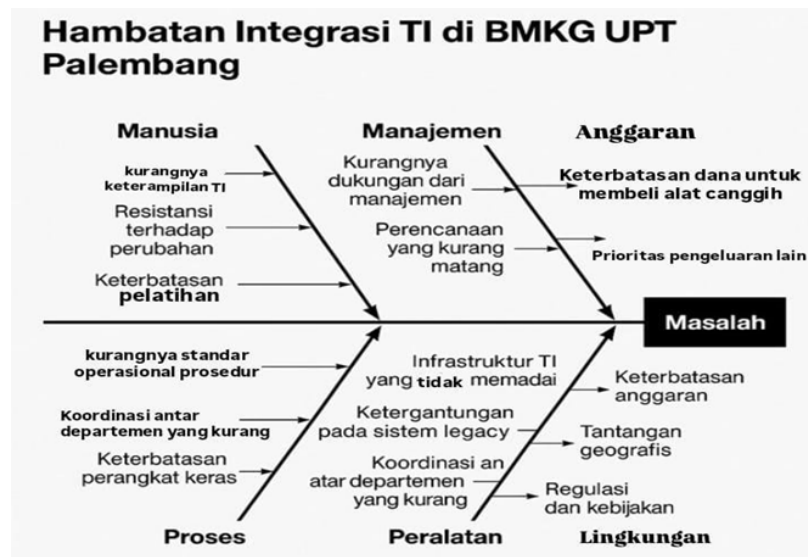 Hambatan Integrasi TI di BMKG UPT
Palembang
Manusia
kurangnya
keterampilan TI
Resistansi
terhadap
perubahan
Keterbatasan
pelatihan
Manajemen
Kurangnya
dukungan dari
manajemen
Perencanaan
yang kurang
matang
Anggaran
Keterbatasan dana untuk
membeli alat canggih
Prioritas pengeluaran lain
Masalah
kurangnya standar
operasional prosedur
Koordinasi antar
departemen yang kurang
Keterbatasan
perangkat keras
Proses
Infrastruktur TI
yang tidak memadai
Ketergantungan
pada sistem legacy
Koordinasi an
atar departemen
yang kurang
Peralatan
Keterbatasan
anggaran
Tantangan
geografis
Regulasi
dan kebijakan
Lingkungan